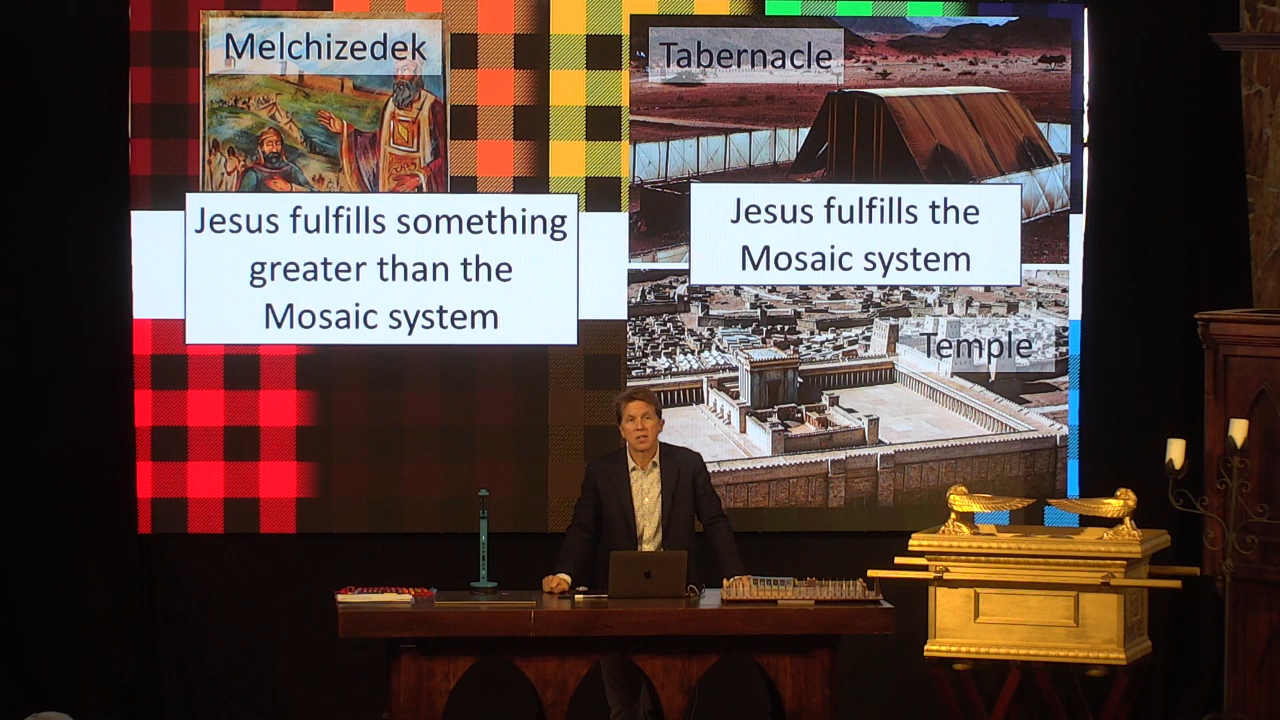 Melchizedek
Jesus fulfills something
greater than the
Mosaic system
Tabernacle
Jesus fulfills the
Mosaic system
Temple